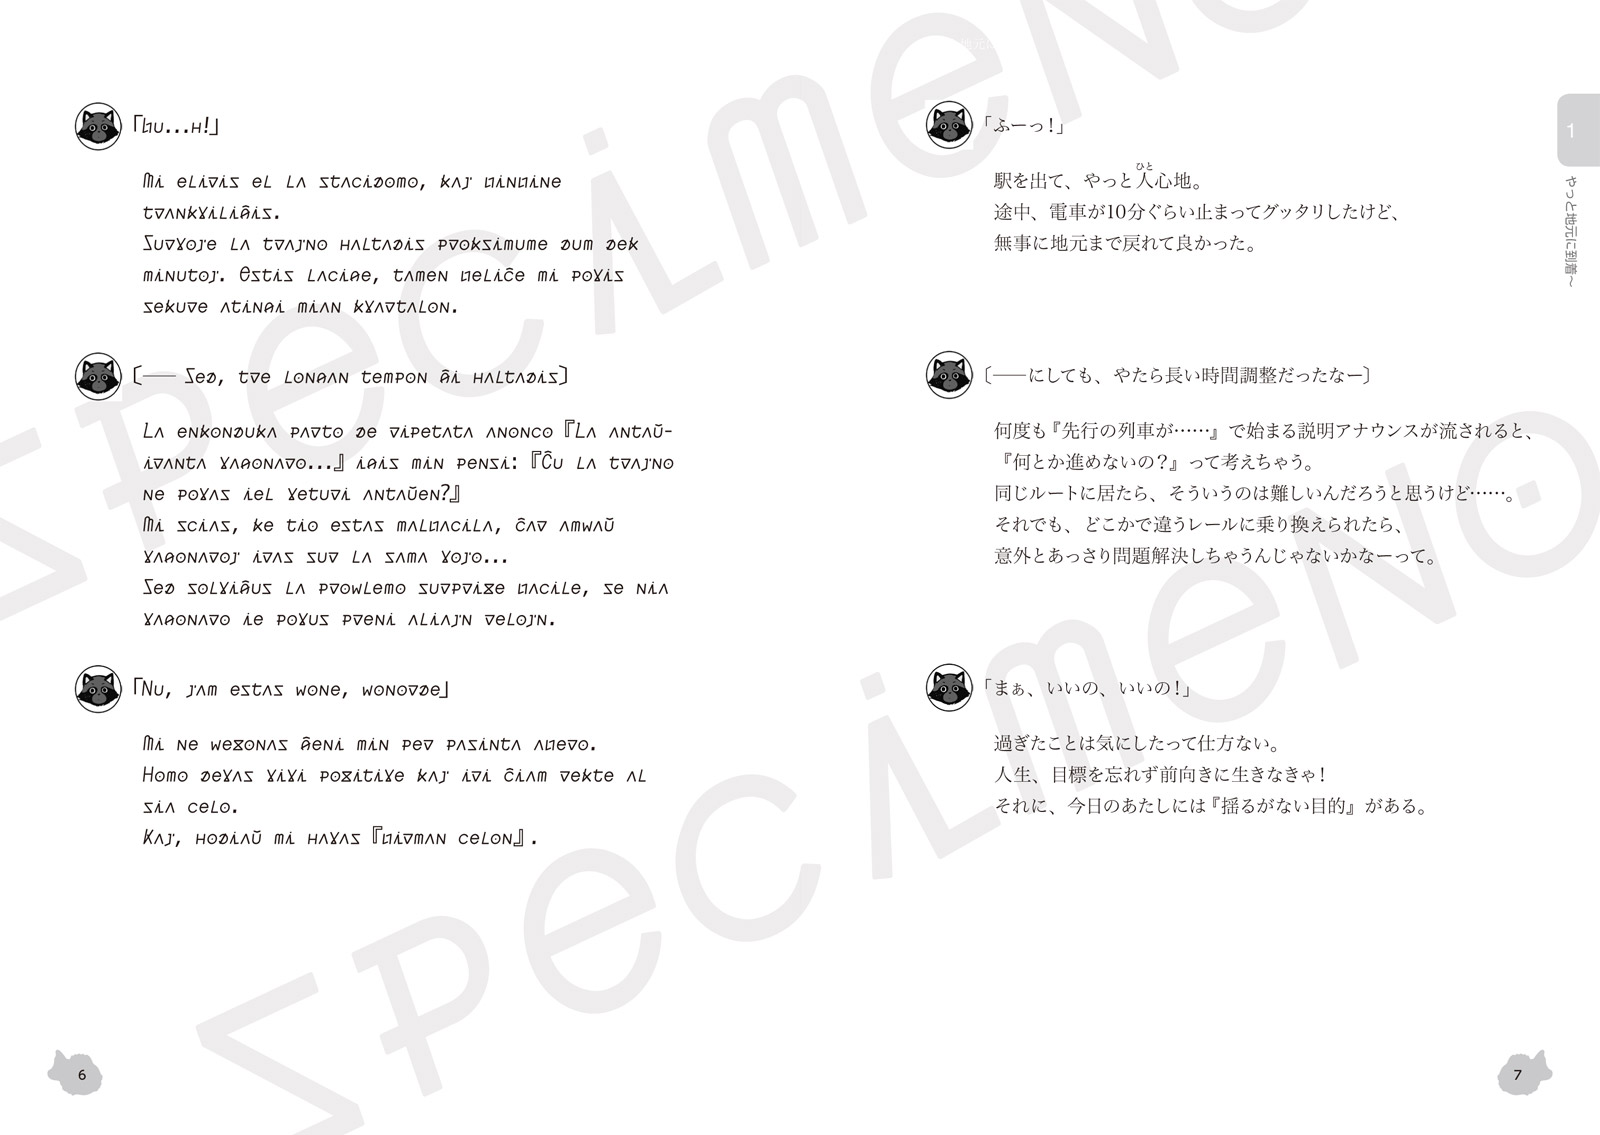 「Fu...h!」
Mi eliris el la stacidomo, kaj finfine
trankviliĝis.
Survoje la trajno haltadis proksimume dum dek
minutoj. Estis lacige, tamen feliĉe mi povis
sekure atingi mian kvartalon.
〔── Sed, tre longan tempon ĝi haltadis〕
La enkonduka parto de ripetata anonco『La antaŭ-
iranta vagonaro...』igis min pensi:『Ĉu la trajno
ne povas iel veturi antaŭen?』
Mi scias, ke tio estas malfacila, ĉar ambaŭ
vagonaroj iras sur la sama vojo...
Sed solviĝus la problemo surprize facile, se nia
vagonaro ie povus preni aliajn relojn.
「Nu, jam estas bone, bonorde」
Mi ne bezonas ĝeni min per pasinta afero.
Homo devas vivi pozitive kaj iri ĉiam rekte al
sia celo.
Kaj, hodiaŭ mi havas『firman celon』.
6
「ふーっ！」
ひと
駅を出て、やっと人心地。
途中、電車が10分ぐらい止まってグッタリしたけど、
無事に地元まで戻れて良かった。
〔──にしても、やたら長い時間調整だったなー〕
何度も『先行の列車が……』で始まる説明アナウンスが流されると、
『何とか進めないの？』って考えちゃう。
同じルートに居たら、そういうのは難しいんだろうと思うけど……。
それでも、どこかで違うレールに乗り換えられたら、
意外とあっさり問題解決しちゃうんじゃないかなーって。
「まぁ、いいの、いいの！」
過ぎたことは気にしたって仕方ない。
人生、目標を忘れず前向きに生きなきゃ！
それに、今日のあたしには『揺るがない目的』がある。
7
1
やっと地元に到着～
SPECIMENO
SPECIMENO